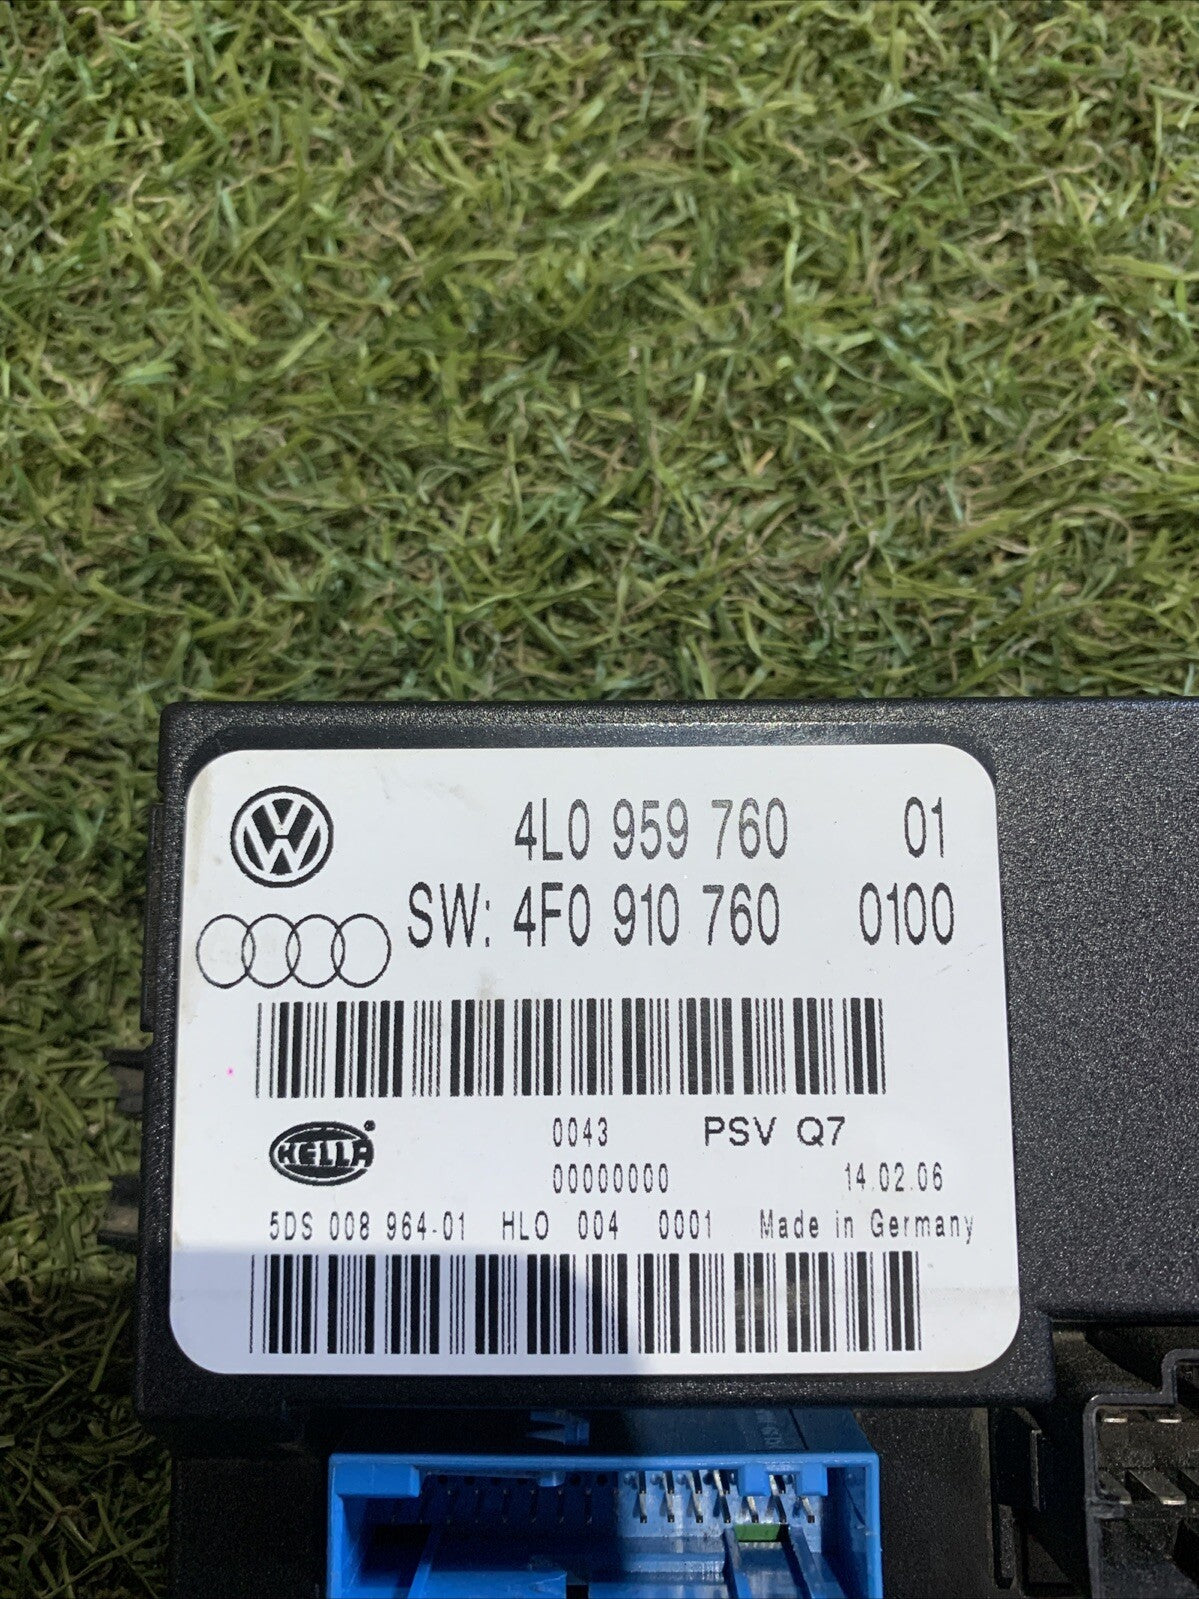 4L0 959 760 01
SW: 4F0 910 760 0100
HELLA
0043 PSV Q7
00000000 14.02.06
5DS 008 964-01 HLO 004 0001 Made in Germany